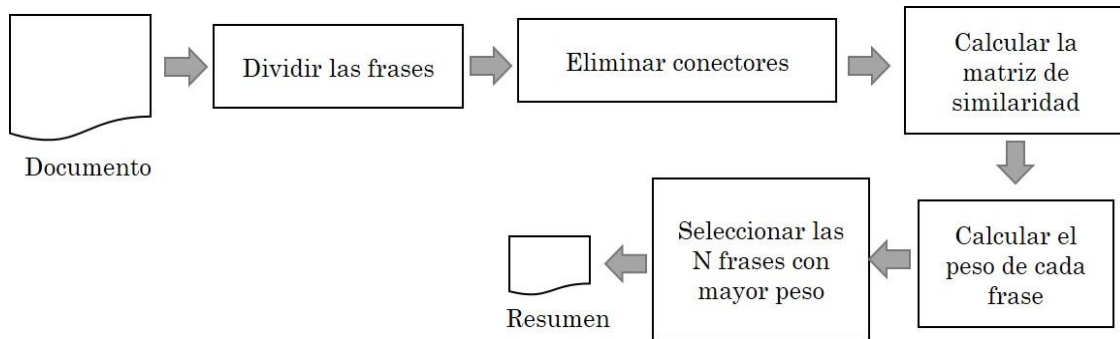 Documento
Dividir las frases
Eliminar conectores
Calcular la
matriz de
similaridad
Calcular el
peso de cada
frase
Seleccionar las
N frases con
mayor peso
Resumen